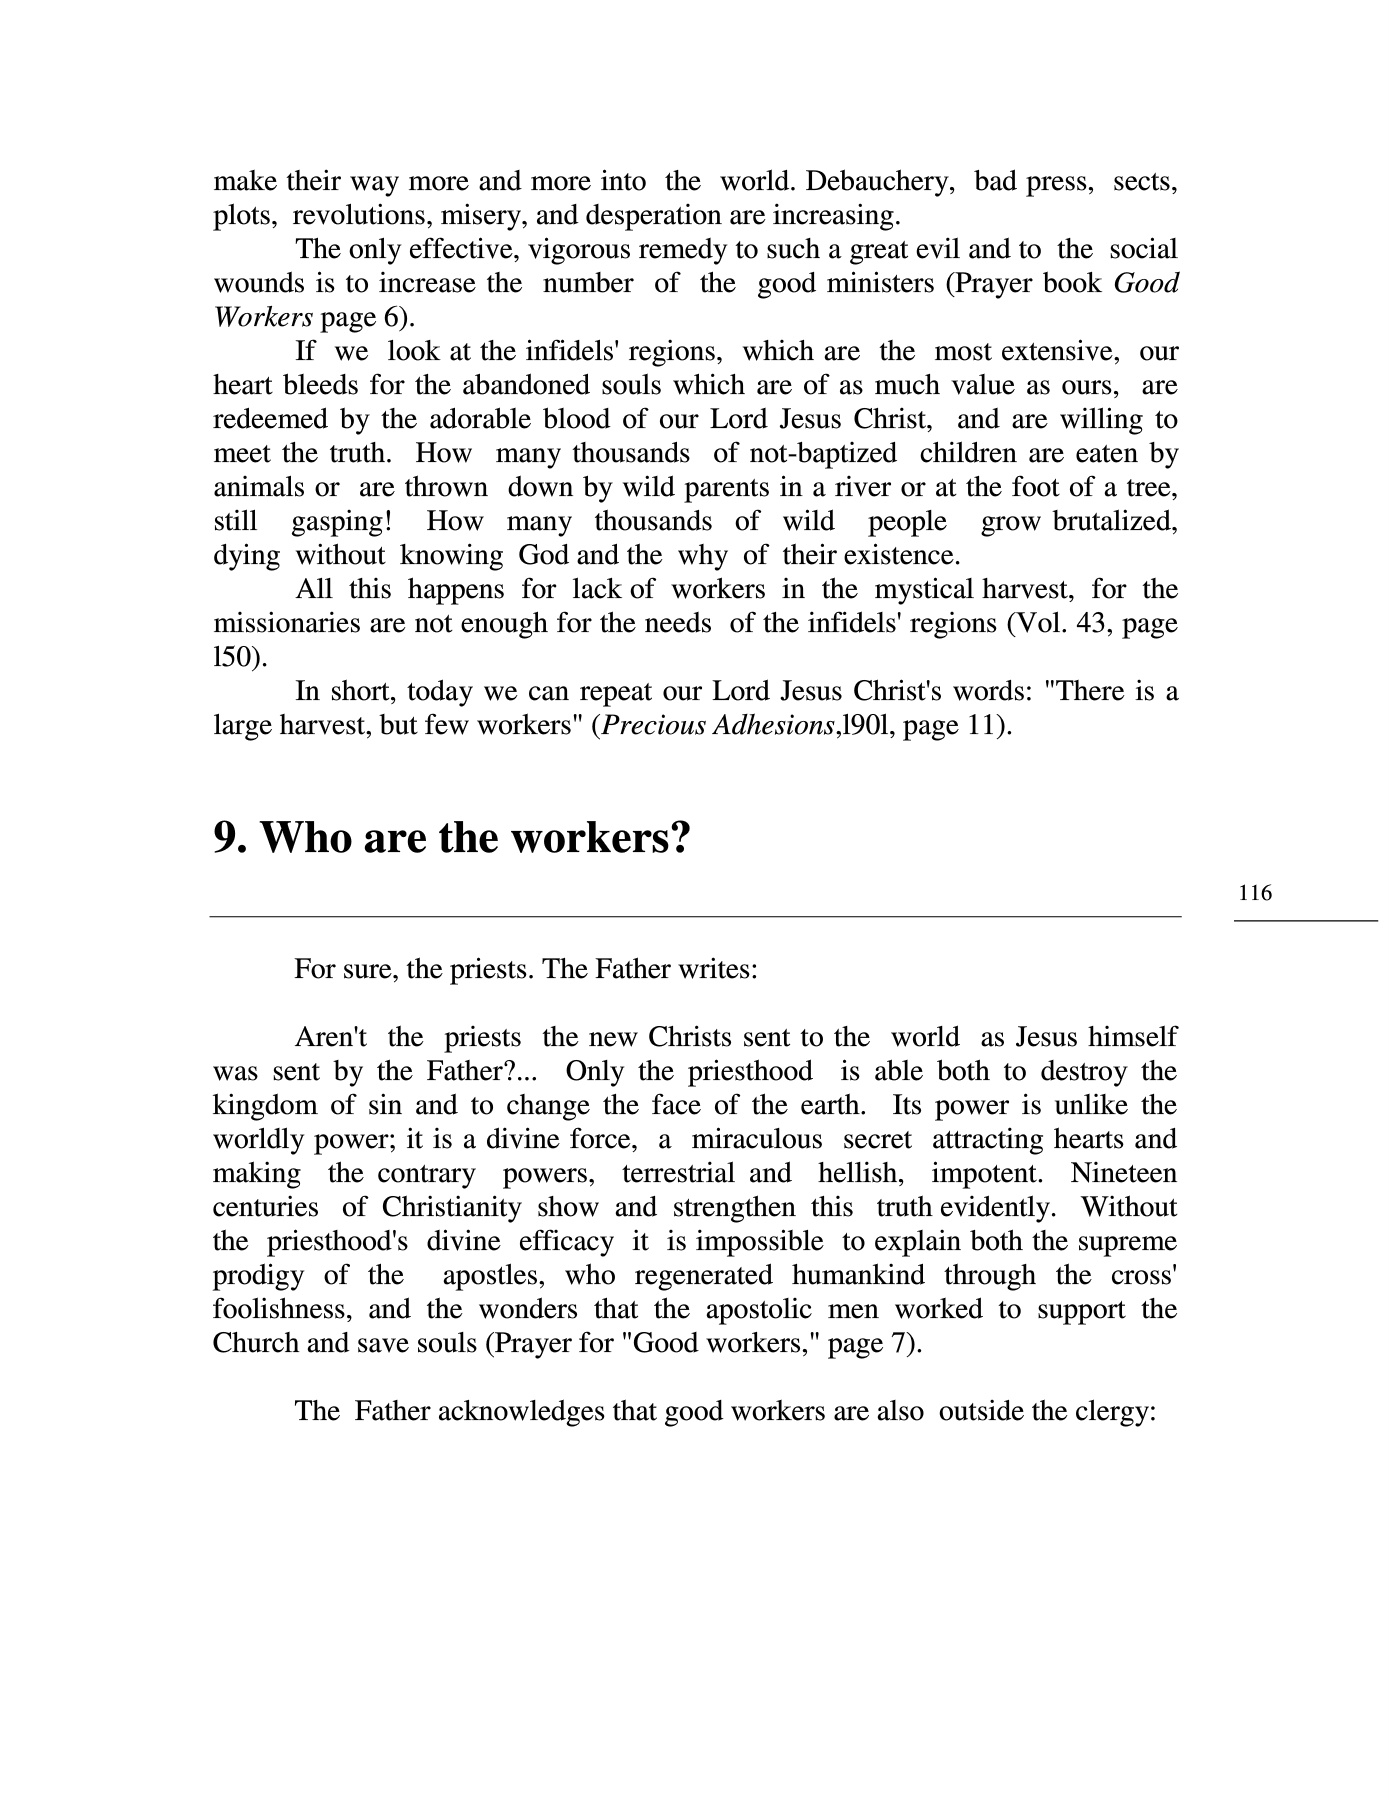 make their way more and more into the world. Debauchery, bad press, sects,
plots, revolutions, misery, and desperation are increasing.
The only effective, vigorous remedy to such a great evil and to the social
wounds is to increase the number of the good ministers (Prayer book Good
Workers page 6).
If we look at the infidels' regions, which are the most extensive, our
heart bleeds for the abandoned souls which are of as much value as ours, are
redeemed by the adorable blood of our Lord Jesus Christ, and are willing to
meet the truth. How many thousands of not-baptized children are eaten by
animals or are thrown down by wild parents in a river or at the foot of a tree,
still gasping! How many thousands of wild people grow brutalized,
dying without knowing God and the why of their existence.
All this happens for lack of workers in the mystical harvest, for the
missionaries are not enough for the needs of the infidels' regions (Vol. 43, page
l50).
In short, today we can repeat our Lord Jesus Christ's words: "There is a
large harvest, but few workers" (Precious Adhesions,l90l, page 11).
9. Who are the workers?
116
For sure, the priests. The Father writes:
Aren't the priests the new Christs sent to the world as Jesus himself
was sent by the Father?... Only the priesthood is able both to destroy the
kingdom of sin and to change the face of the earth. Its power is unlike the
worldly power; it is a divine force, a miraculous secret attracting hearts and
making the contrary powers, terrestrial and hellish, impotent. Nineteen
centuries of Christianity show and strengthen this truth evidently. Without
the priesthood's divine efficacy it is impossible to explain both the supreme
prodigy of the apostles, who regenerated humankind through the cross'
foolishness, and the wonders that the apostolic men worked to support the
Church and save souls (Prayer for "Good workers," page 7).
The Father acknowledges that good workers are also outside the clergy: